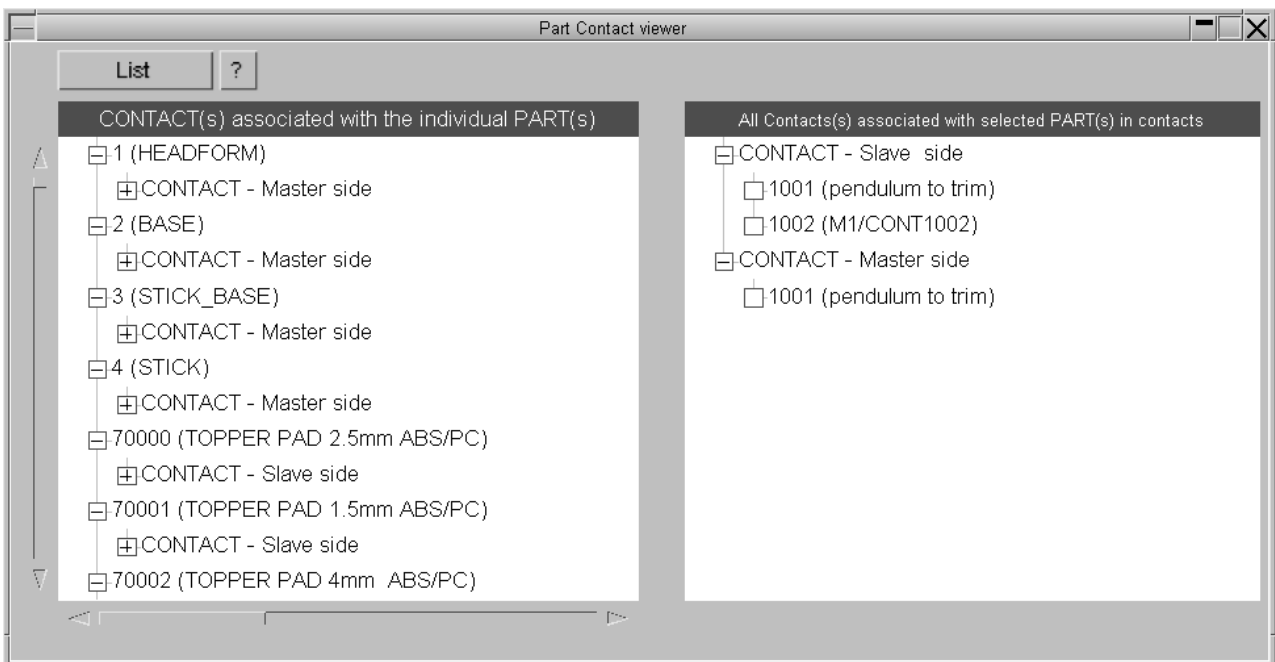 Part Contact viewer
List ?
CONTACT(s) associated with the individual PART(s)
1 (HEADFORM)
CONTACT - Master side
2 (BASE)
CONTACT - Master side
3 (STICK_BASE)
CONTACT - Master side
4 (STICK)
CONTACT - Master side
70000 (TOPPER PAD 2.5mm ABS/PC)
CONTACT - Slave side
70001 (TOPPER PAD 1.5mm ABS/PC)
CONTACT - Slave side
70002 (TOPPER PAD 4mm ABS/PC)
All Contacts(s) associated with selected PART(s) in contacts
CONTACT - Slave side
1001 (pendulum to trim)
1002 (M1/CONT1002)
CONTACT - Master side
1001 (pendulum to trim)